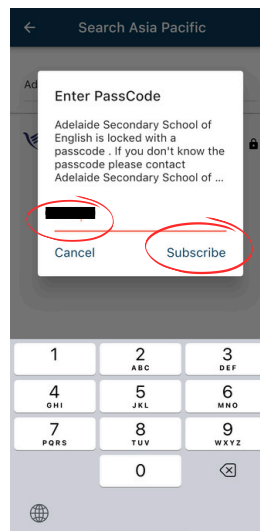 Search Asia Pacific
Ad
Enter PassCode
Adelaide Secondary School of
English is locked with a
passcode . If you don't know the
passcode please contact
Adelaide Secondary School of ...
Cancel Subscribe
1 2 3
ABC DEF
4 5 6
GHI JKL MNO
7 8 9
PQRS TUV WXYZ
0